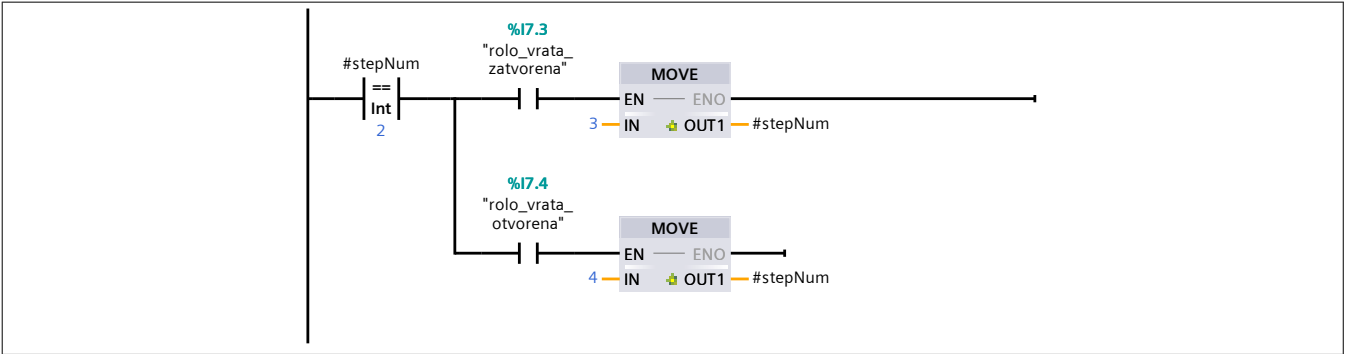 %I7.3
"rolo_vrata_
zatvorena"
#stepNum
==
Int
2
MOVE
EN ENO
3 IN OUT1 #stepNum
%I7.4
"rolo_vrata_
otvorena"
MOVE
EN ENO
4 IN OUT1 #stepNum